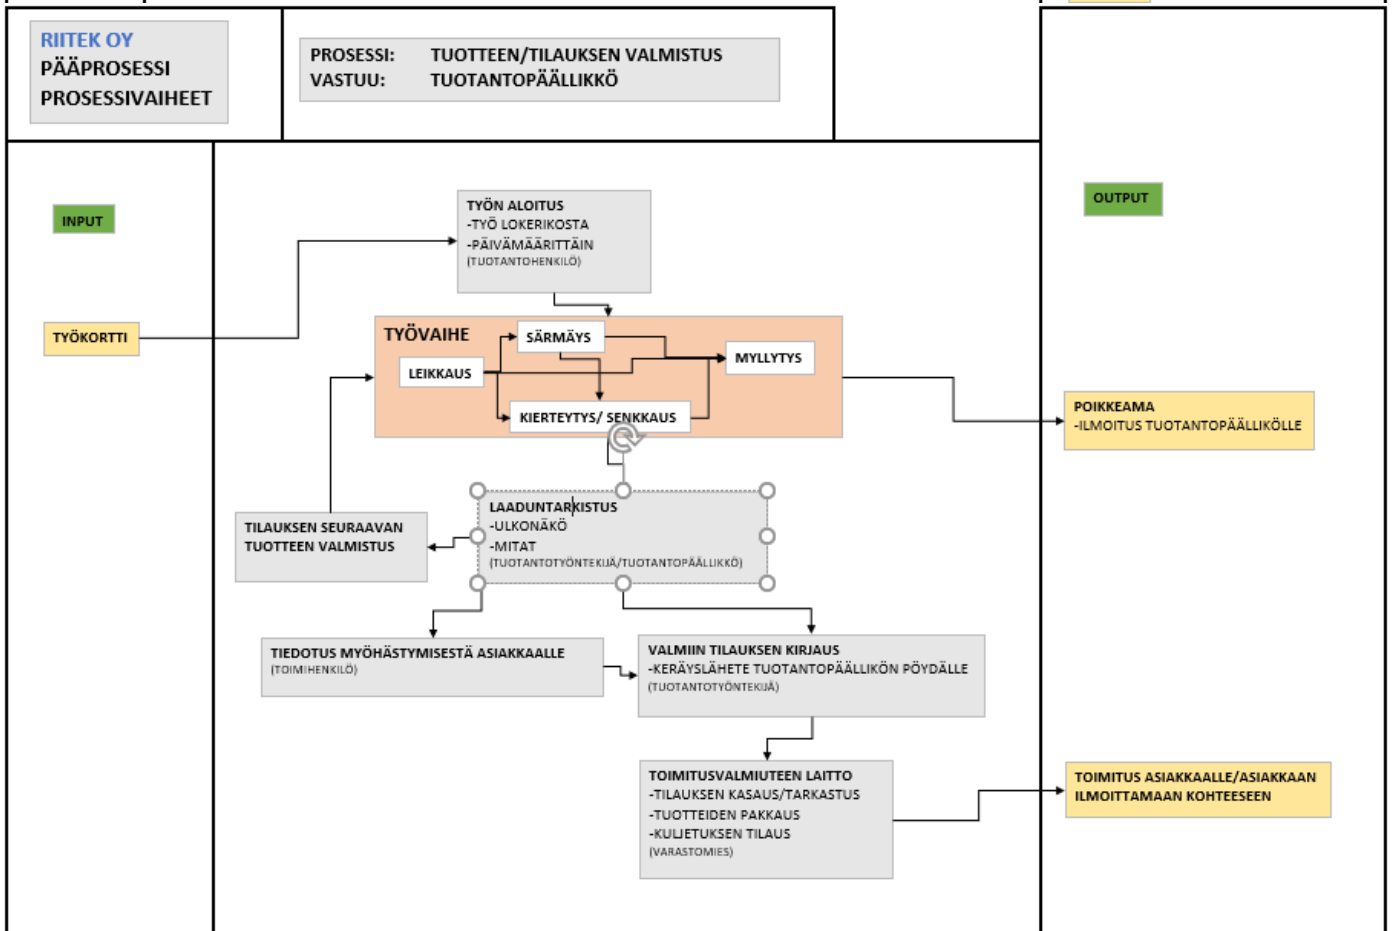 RIITEK OY
PÄÄPROSESSI
PROSESSIVAIHEET
PROSESSI: TUOTTEEN/TILAUKSEN VALMISTUS
VASTUU: TUOTANTOPÄÄLLIKKÖ
INPUT
OUTPUT
TYÖN ALOITUS
-TYÖ LOKERIKOSTA
-PÄIVÄMÄÄRITTÄIN
(TUOTANTOHENKILÖ)
TYÖKORTTI
TYÖVAIHE
SÄRMÄYS
MYLLYTYS
LEIKKAUS
KIERTEYTYS/ SENKKAUS
POIKKEAMA
-ILMOITUS TUOTANTOPÄÄLLIKÖLLE
LAADUNTARKISTUS
-ULKONÄKÖ
-MITAT
(TUOTANTOTYÖNTEKIJÄ/TUOTANTOPÄÄLLIKKÖ)
TILAUKSEN SEURAAVAN
TUOTTEEN VALMISTUS
TIEDOTUS MYÖHÄSTYMISESTÄ ASIAKKAALLE
(TOIMIHENKILÖ)
VALMIIN TILAUKSEN KIRJAUS
-KERÄYSLÄHETE TUOTANTOPÄÄLLIKÖN PÖYDÄLLE
(TUOTANTOTYÖNTEKIJÄ)
TOIMITUSVALMIUTEEN LAITTO
-TILAUKSEN KASAUS/TARKASTUS
-TUOTTEIDEN PAKKAUS
-KULJETUKSEN TILAUS
(VARASTOMIES)
TOIMITUS ASIAKKAALLE/ASIAKKAAN
ILMOITTAMAAN KOHTEESEEN